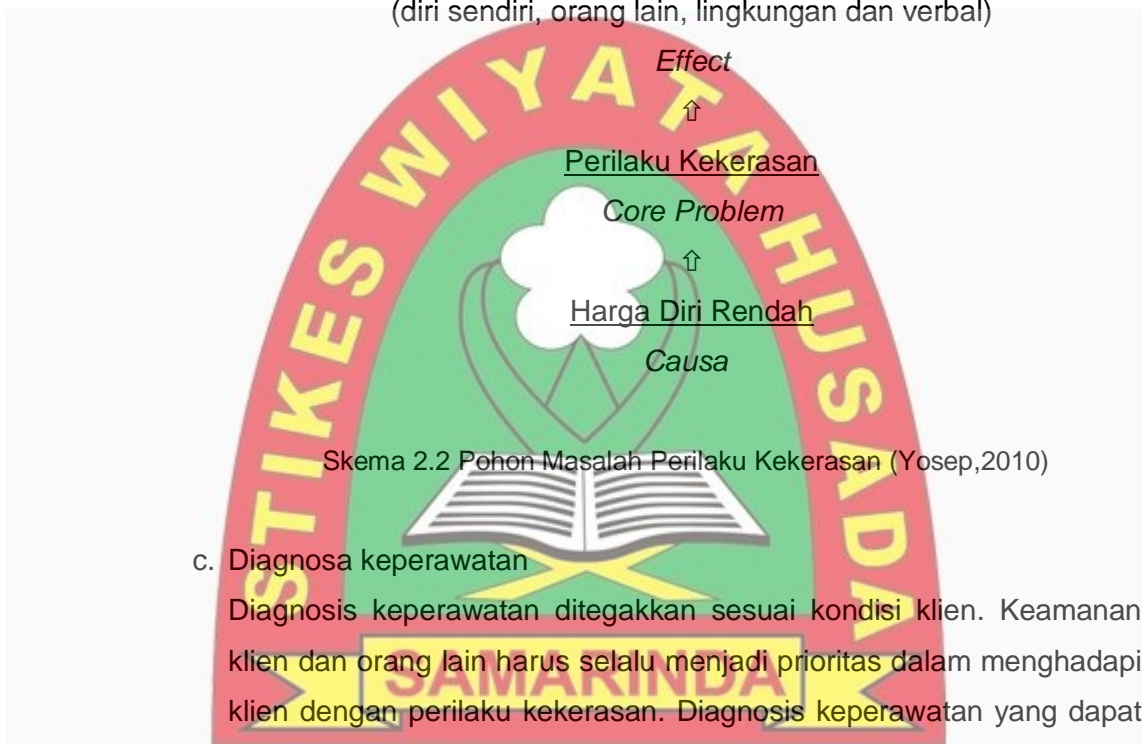 (diri sendiri, orang lain, lingkungan dan verbal)
Effect
⇧
Perilaku Kekerasan
Core Problem
⇧
Harga Diri Rendah
Causa
Skema 2.2 Pohon Masalah Perilaku Kekerasan (Yosep,2010)
c. Diagnosa keperawatan
Diagnosis keperawatan ditegakkan sesuai kondisi klien. Keamanan
klien dan orang lain harus selalu menjadi prioritas dalam menghadapi
klien dengan perilaku kekerasan. Diagnosis keperawatan yang dapat
STIKES WIYATA HUSADA
SAMARINDA